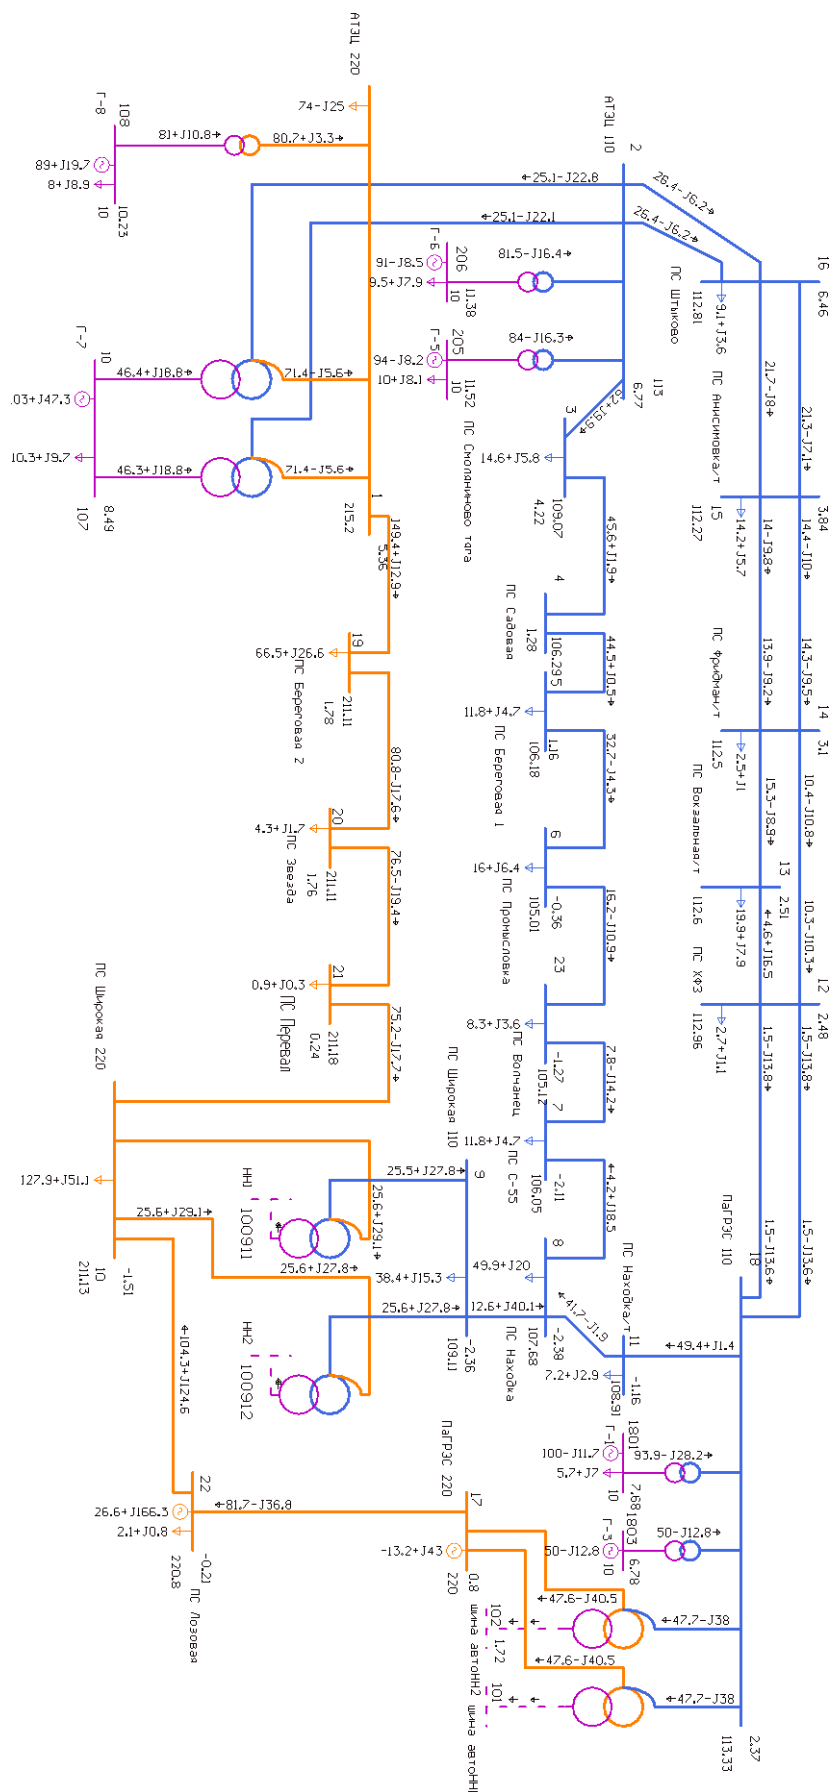 АТЭЦ 220
74-J25
108
Г-8
81+J10.8
80.7+J3.3
89+J19.7
8+J8.9
10
10.23
2
АТЭЦ 110
25.1-J22.8
26.4-J6.2
25.1-J22.1
26.4-J6.2
206
Г-6
91-J8.5
9.5+J7.9
10
11.38
81.5-J16.4
205
Г-5
94-J8.2
10+J8.1
10
11.52
84-J16.3
113
6.77
16
6.46
ПС Штыково
112.81
9.1+J3.6
21.7-J8
21.3-J7.1
10
Г-7
46.4+J18.8
71.4-J5.6
.03+J47.3
10.3+J9.7
46.3+J18.8
71.4-J5.6
8.49
107
1
215.2
5.36
149.4+J12.9
3
62+J9.9
14.6+J5.8
109.07
4.22
ПС Смоляниново тяга
45.6+J1.9
ПС Анисимовка/т
15
3.84
112.27
14.2+J5.7
14-J9.8
14.4-J10
4
ПС Садовая
1.28
106.29
44.5+J0.5
5
11.8+J4.7
1.16
106.18
ПС Береговая 1
32.7-J4.3
13.9-J9.2
14.3-J9.5
ПС Фридман/т
14
3.1
112.5
2.5+J1
15.3-J8.9
10.4-J10.8
19
66.5+J26.6
211.11
1.78
ПС Береговая 2
80.8-J17.6
20
4.3+J1.7
211.11
1.76
ПС Звезда
76.5-J19.4
6
16+J6.4
-0.36
105.01
ПС Промысловка
16.2-J10.9
ПС Вокзальная/т
13
2.51
112.6
19.9+J7.9
4.6+J16.5
10.3-J10.3
21
0.9+J0.3
211.18
0.24
ПС Перевал
75.2-J17.7
23
8.3+J3.6
-1.27
105.12
ПС Волчанец
7.8-J14.2
ПС ХФЗ
12
2.48
112.96
2.7+J1.1
1.5-J13.8
1.5-J13.8
1.5-J13.6
1.5-J13.6
ПС Широкая 220
127.9+J51.1
10
211.13
-1.51
7
11.8+J4.7
-2.11
106.05
ПС С-55
4.2+J18.5
ПС Широкая 110
9
25.5+J27.8
25.6+J29.1
НН1
100911
38.4+J15.3
-2.36
109.11
25.6+J29.1
25.6+J27.8
25.6+J27.8
НН2
100912
104.3+J124.6
8
49.9+J20
12.6+J40.1
-2.38
107.68
ПС Находка
41.7-J1.9
ПС Находка/т
11
-1.16
108.91
7.2+J2.9
49.4+J1.4
ПаГРЭС 110
18
1801
Г-1
100-J11.7
5.7+J7
10
7.68
93.9-J28.2
1803
Г-3
50-J12.8
10
6.78
50-J12.8
22
26.6+J166.3
2.1+J0.8
-0.21
220.8
ПС Лозовая
81.7-J36.8
ПаГРЭС 220
17
-13.2+J43
0.8
220
47.6-J40.5
47.7-J38
102
1.72
шина автоНН2
47.6-J40.5
47.7-J38
101
шина автоНН
2.37
113.33